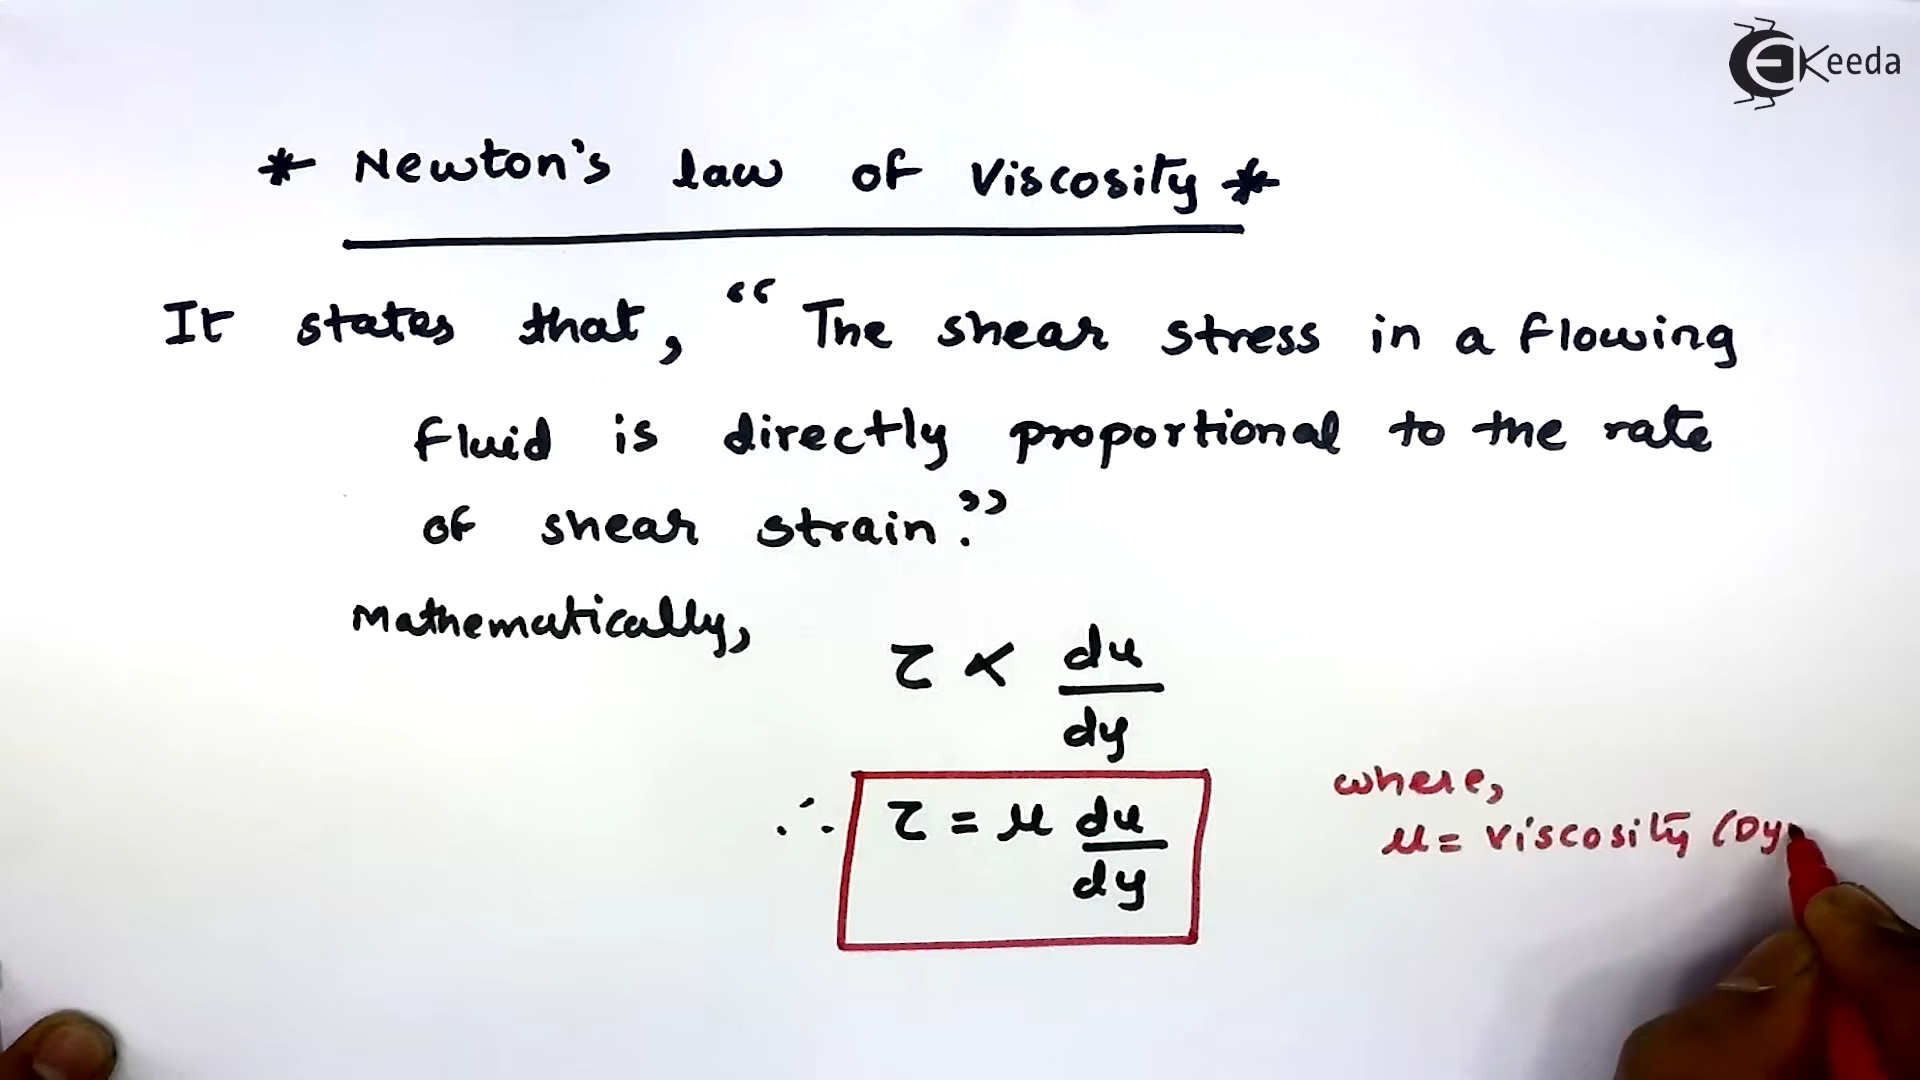 Keeda
* Newton's law of Viscosity *
It states that, “The shear stress in a flowing
fluid is directly proportional to the rate
of shear strain.”
Mathematically,
τ ∝ du/dy
∴ τ = μ du/dy
where,
μ = viscosity (Dy